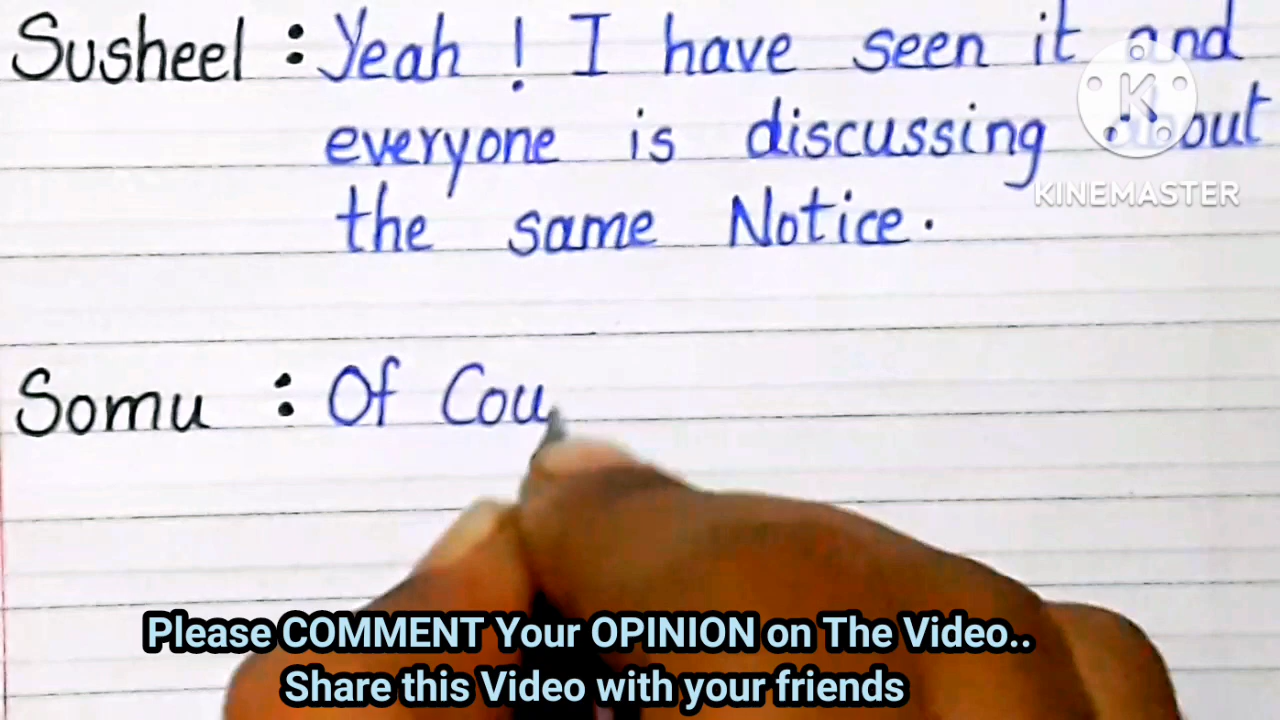 Susheel : Yeah ! I have seen it and
everyone is discussing about
the same Notice.
KINEMASTER
Somu : Of Cou
Please COMMENT Your OPINION on The Video..
Share this Video with your friends